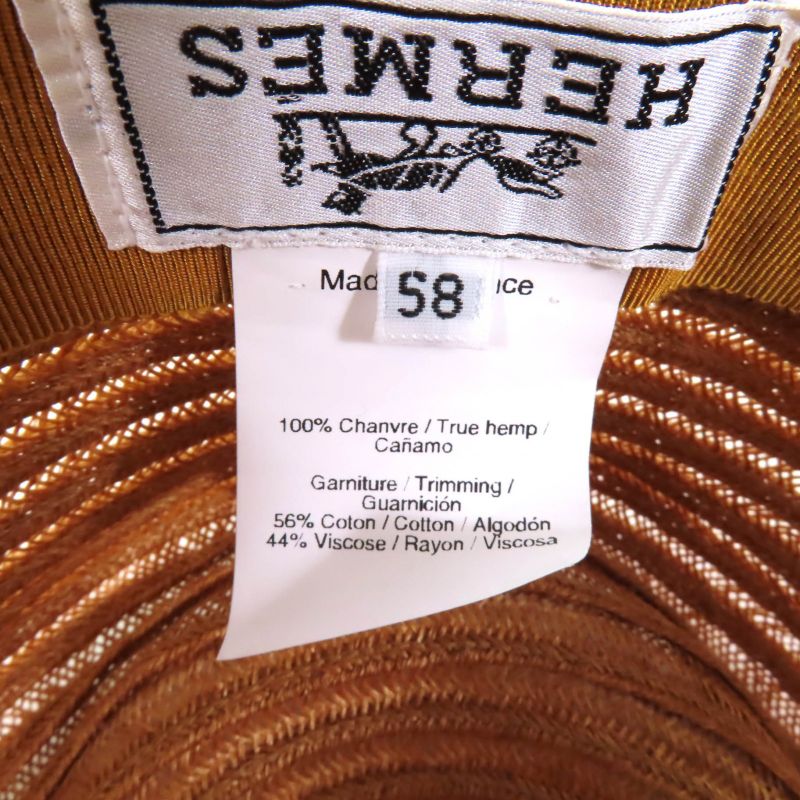 HERMES
Mad
58
nce
100% Chanvre / True hemp /
Cañamo
Garniture / Trimming /
Guarnición
56% Coton / Cotton / Algodón
44% Viscose / Rayon / Viscosa